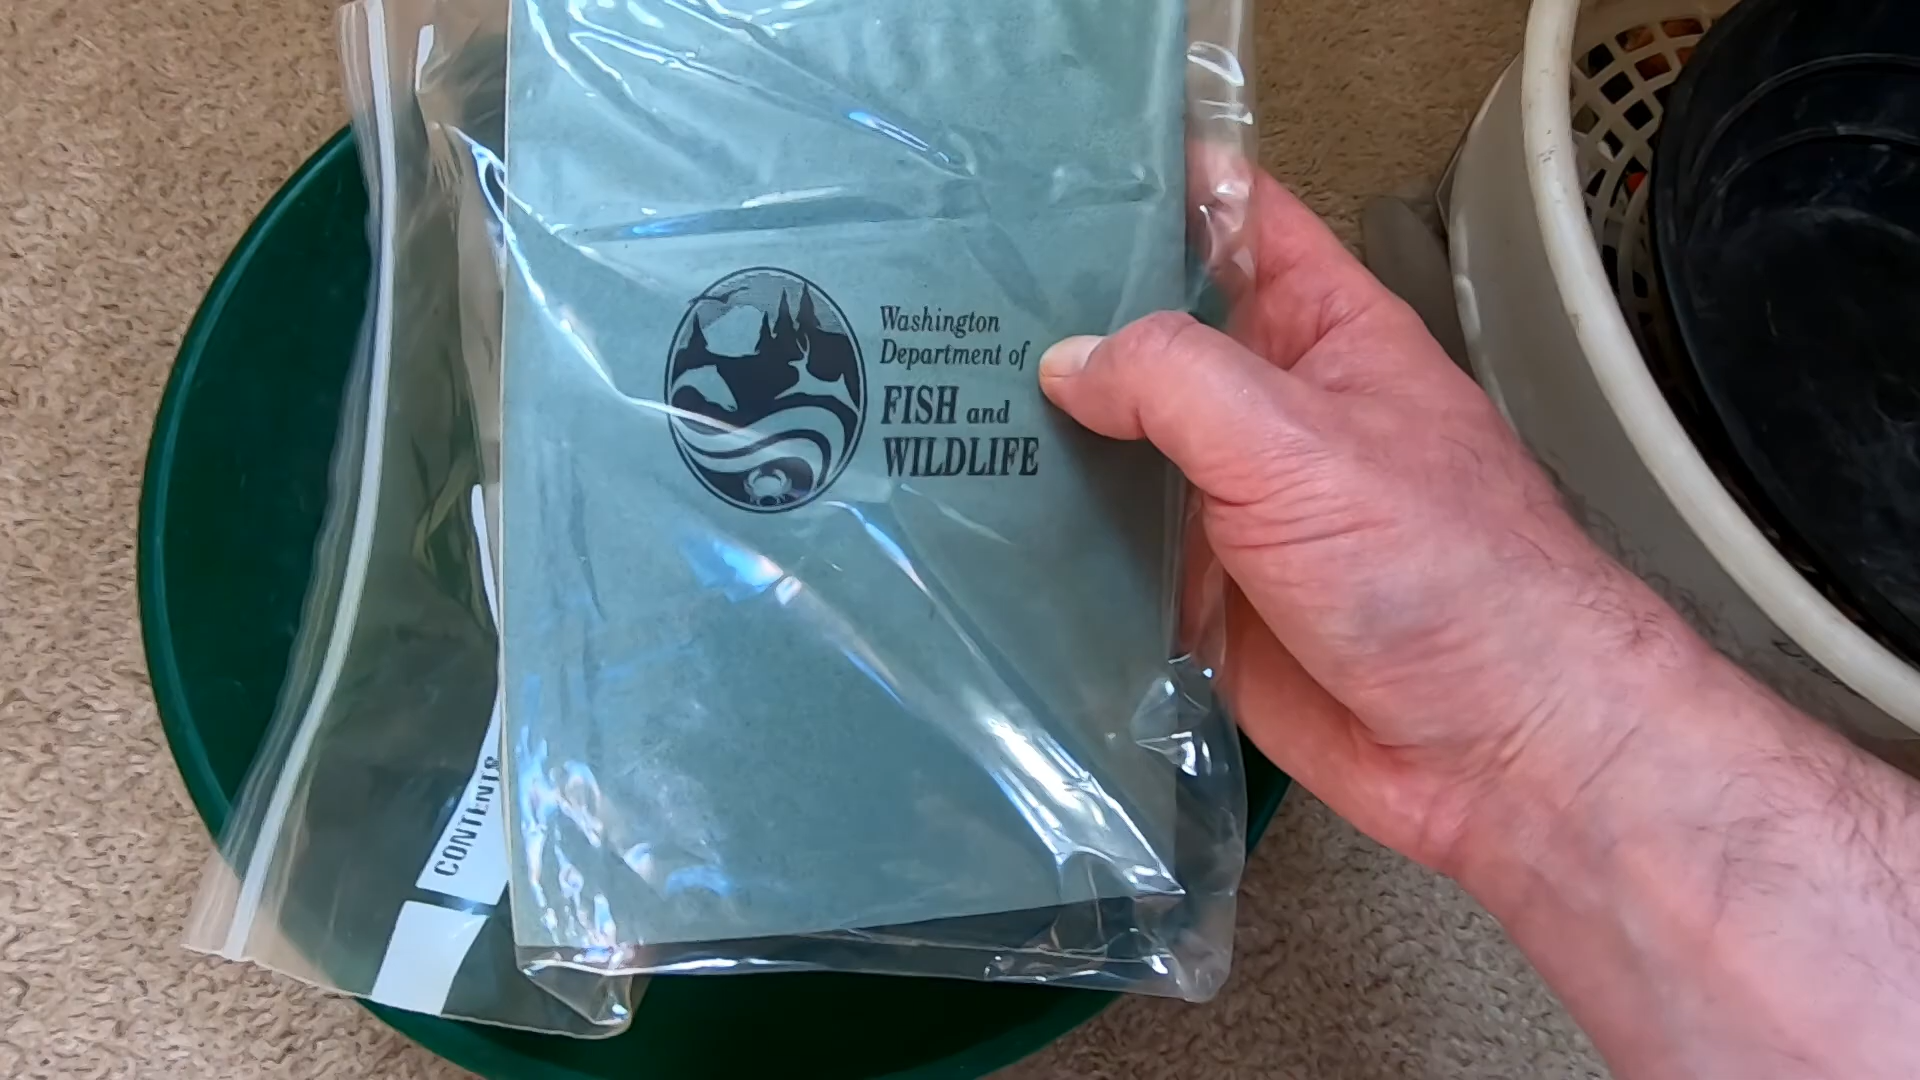 Washington
Department of
FISH and
WILDLIFE
CONTENTS